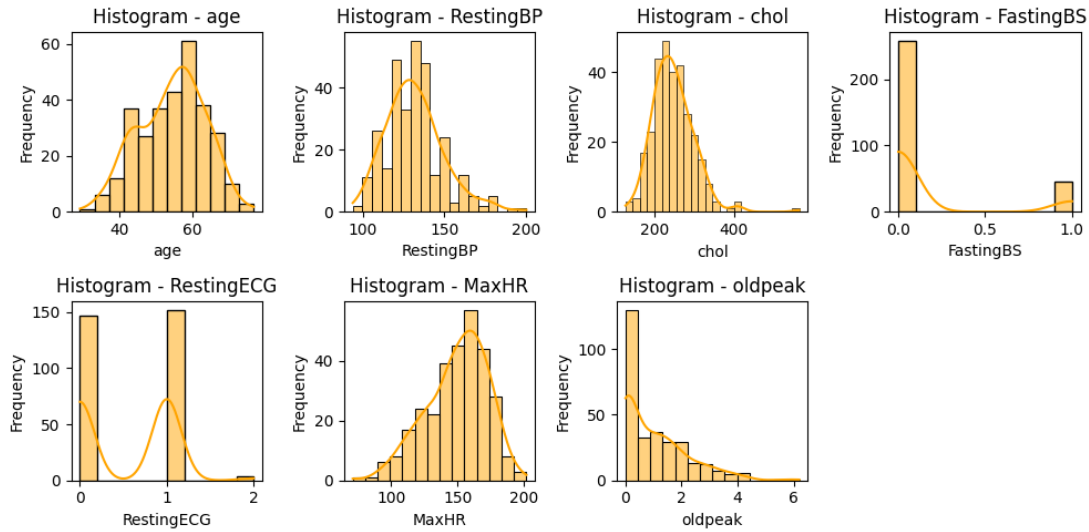 Histogram - age
Frequency
60
40
20
0
40
60
age
Histogram - RestingBP
Frequency
40
20
0
100
150
200
RestingBP
Histogram - chol
Frequency
40
20
0
200
400
chol
Histogram - FastingBS
Frequency
200
100
0
0.0
0.5
1.0
FastingBS
Histogram - RestingECG
Frequency
150
100
50
0
0
1
2
RestingECG
Histogram - MaxHR
Frequency
40
20
0
100
150
200
MaxHR
Histogram - oldpeak
Frequency
100
50
0
0
2
4
6
oldpeak